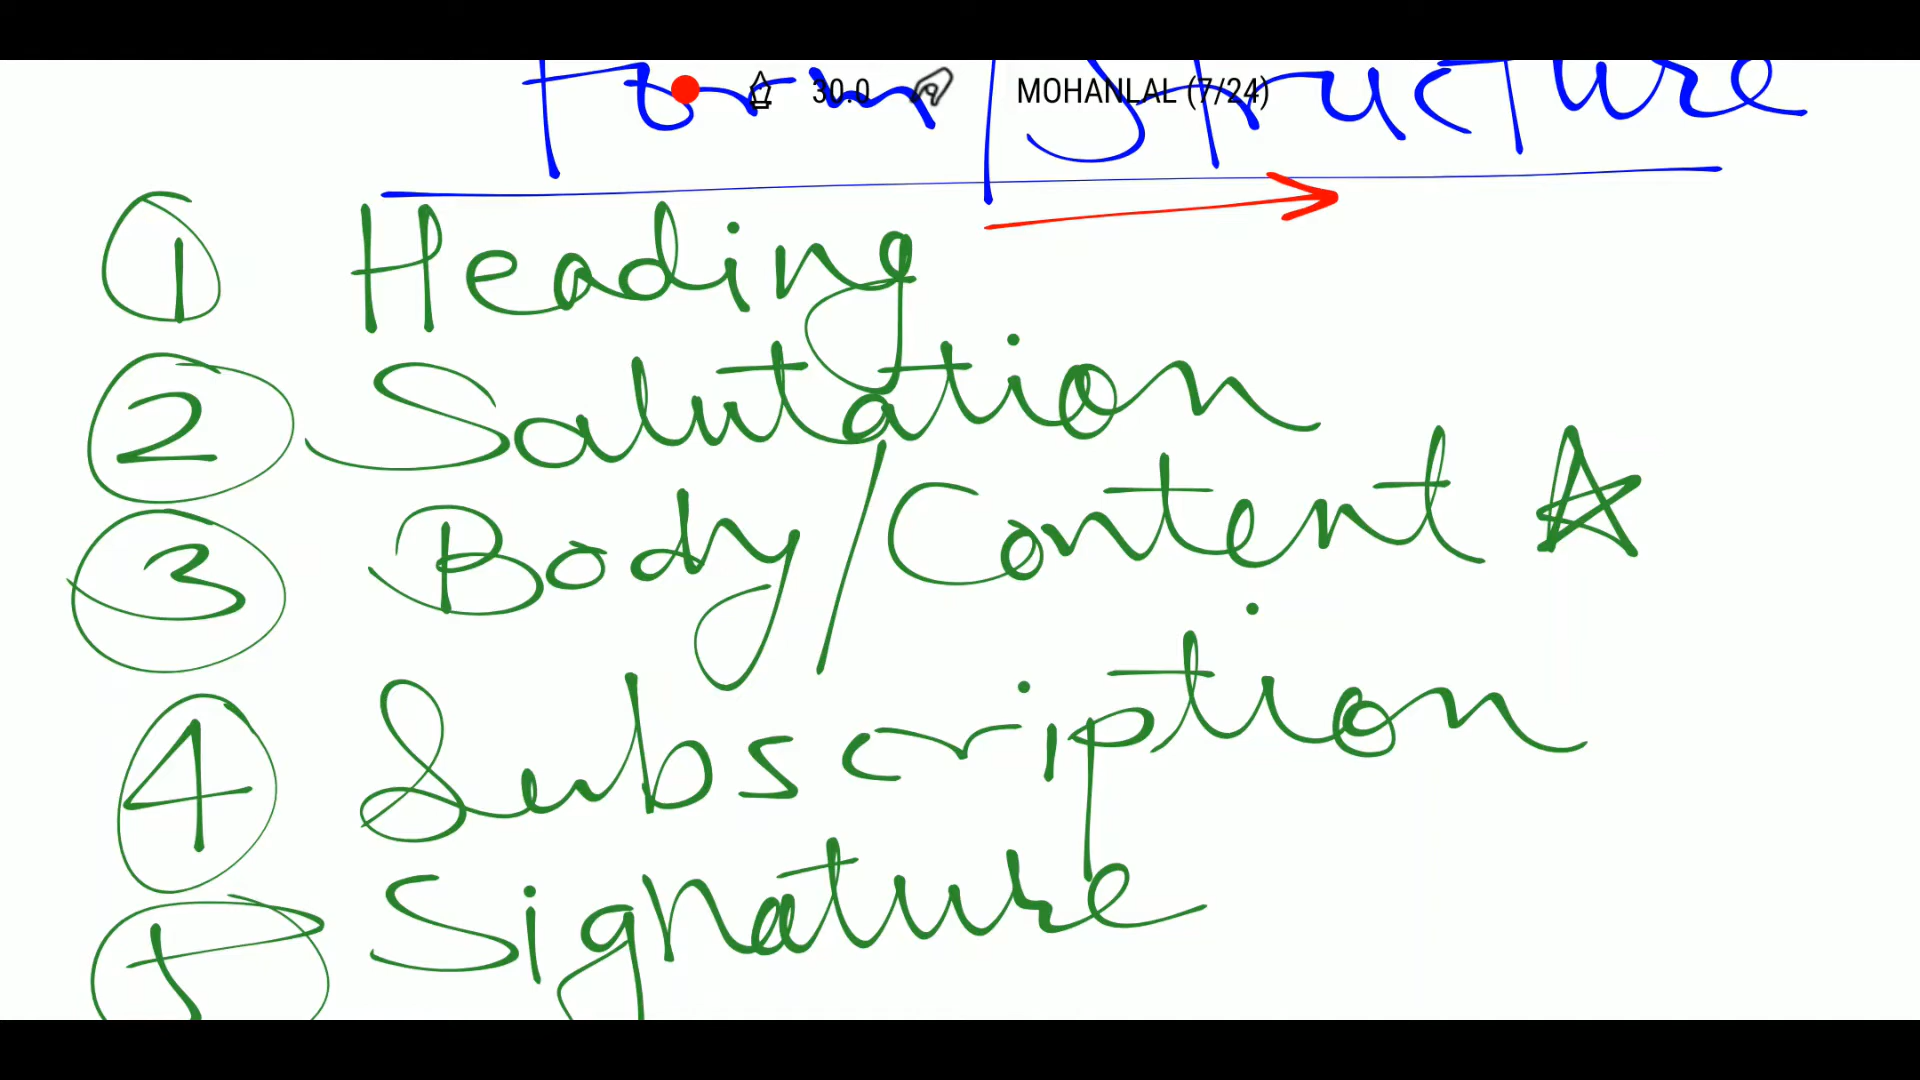 Form/Structure
30.0 MOHANLAL (7/24)
1 Heading
2 Salutation
3 Body/Content
4 Subscription
5 Signature